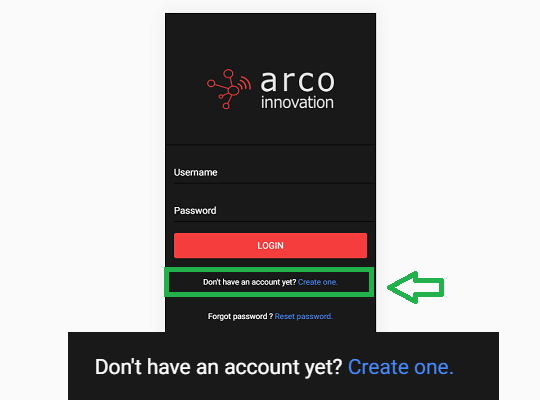 arco
innovation
Username
Password
LOGIN
Don't have an account yet? Create one.
Forgot password ? Reset password.
Don't have an account yet? Create one.